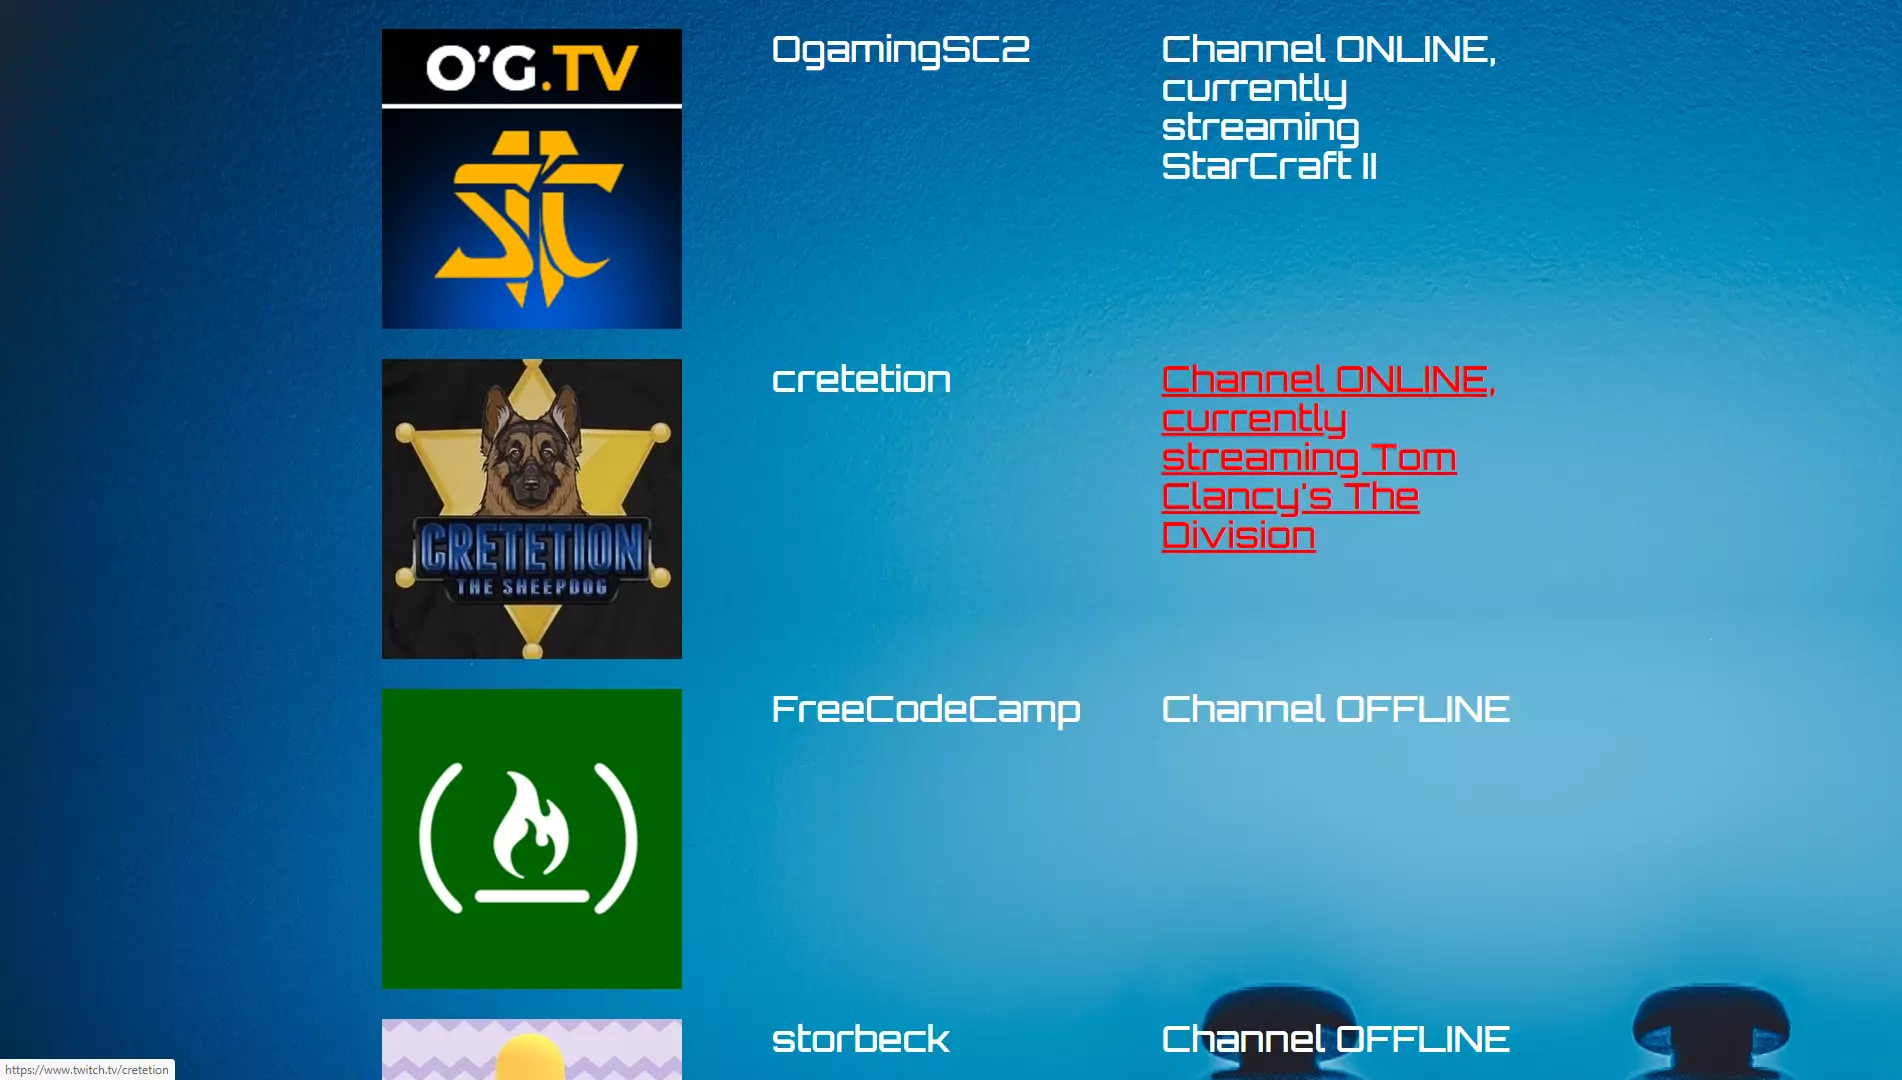 O'G.TV
OgamingSC2
Channel ONLINE,
currently
streaming
StarCraft II
CRETETION
THE SHEEPDOG
cretetion
Channel ONLINE,
currently
streaming Tom
Clancy's The
Division
FreeCodeCamp
Channel OFFLINE
storbeck
Channel OFFLINE
https://www.twitch.tv/cretetion